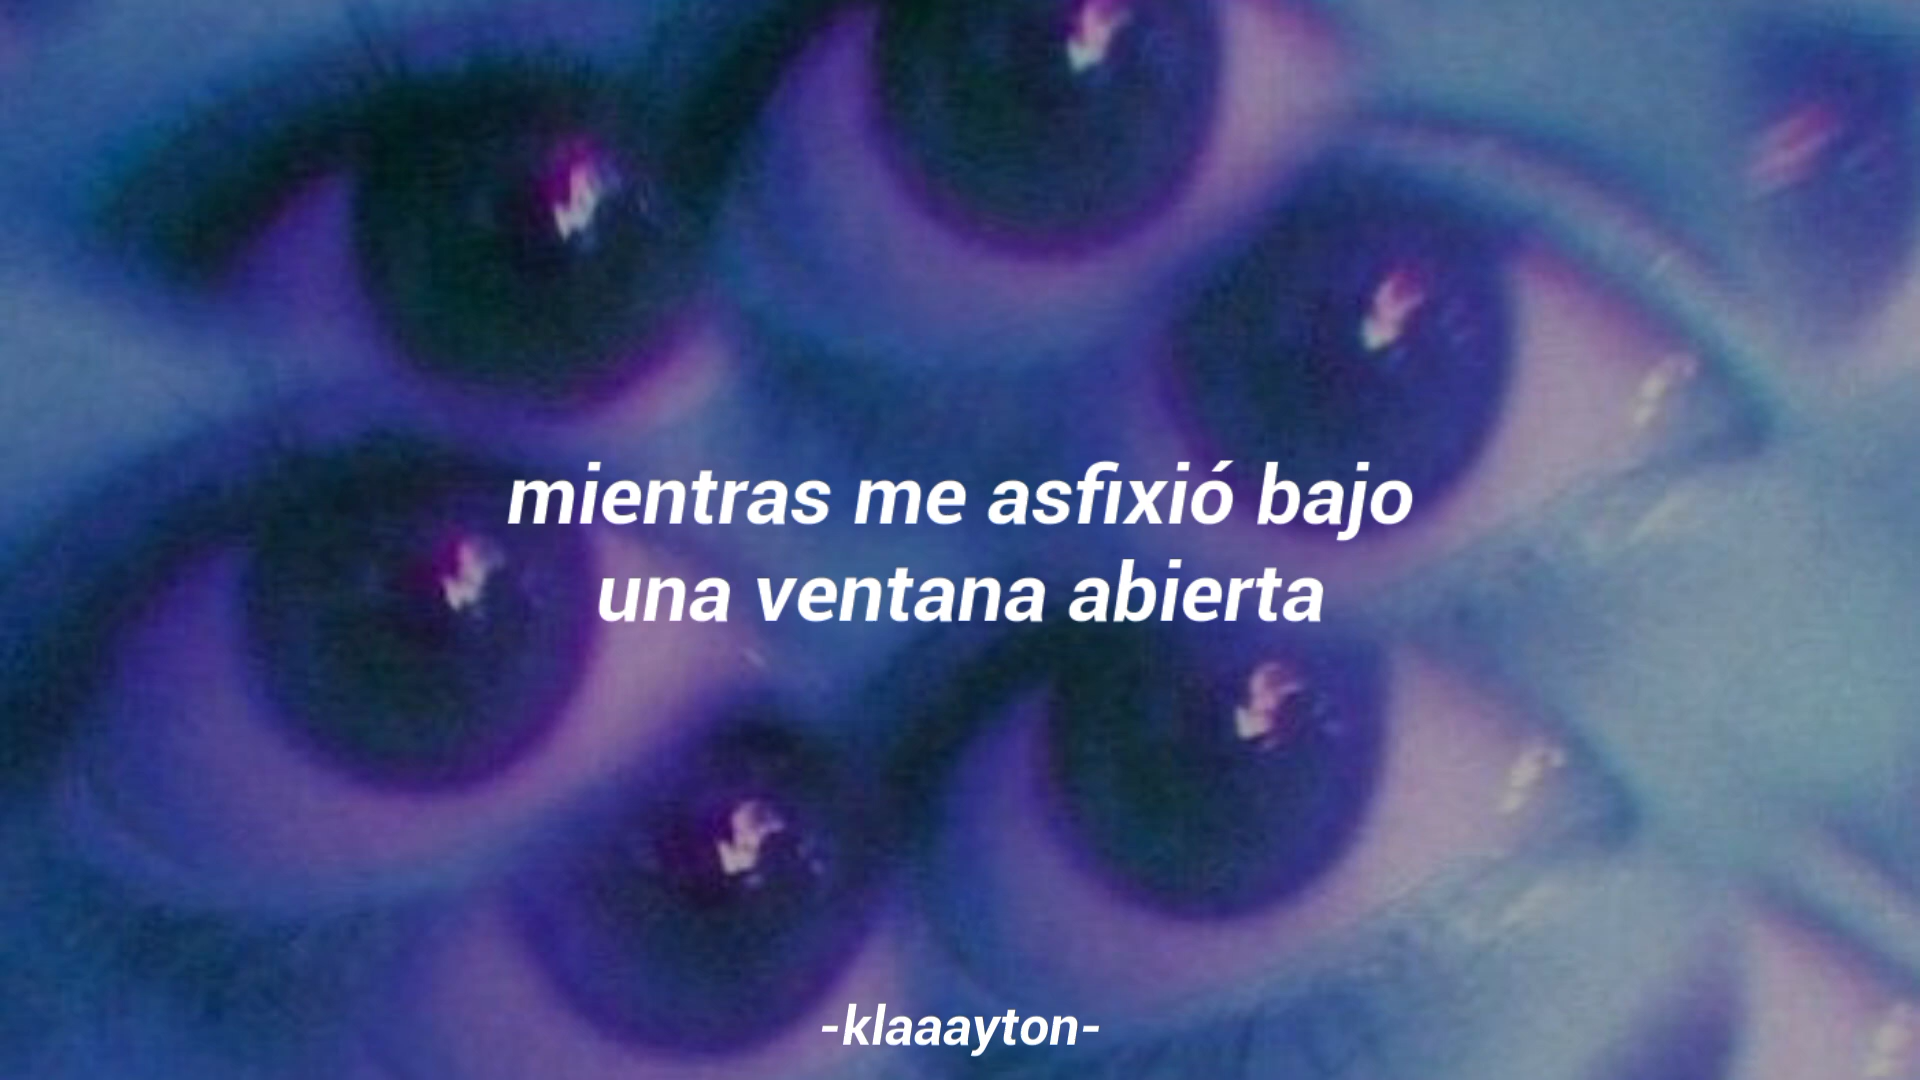 mientras me asfixió bajo
una ventana abierta
-klaaayton-